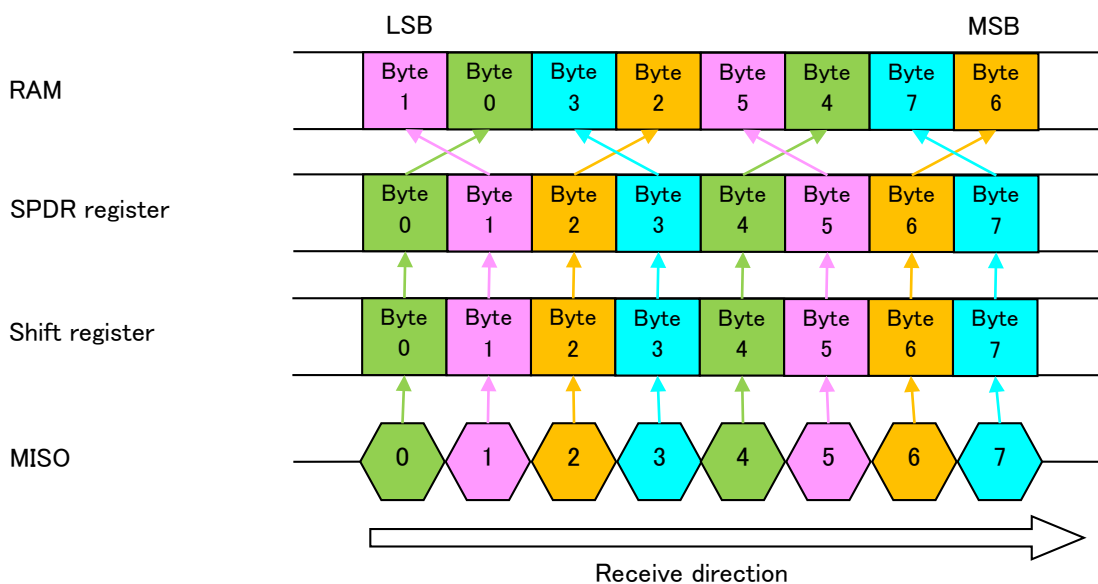 LSB MSB
RAM Byte 1 Byte 0 Byte 3 Byte 2 Byte 5 Byte 4 Byte 7 Byte 6
SPDR register Byte 0 Byte 1 Byte 2 Byte 3 Byte 4 Byte 5 Byte 6 Byte 7
Shift register Byte 0 Byte 1 Byte 2 Byte 3 Byte 4 Byte 5 Byte 6 Byte 7
MISO 0 1 2 3 4 5 6 7
Receive direction